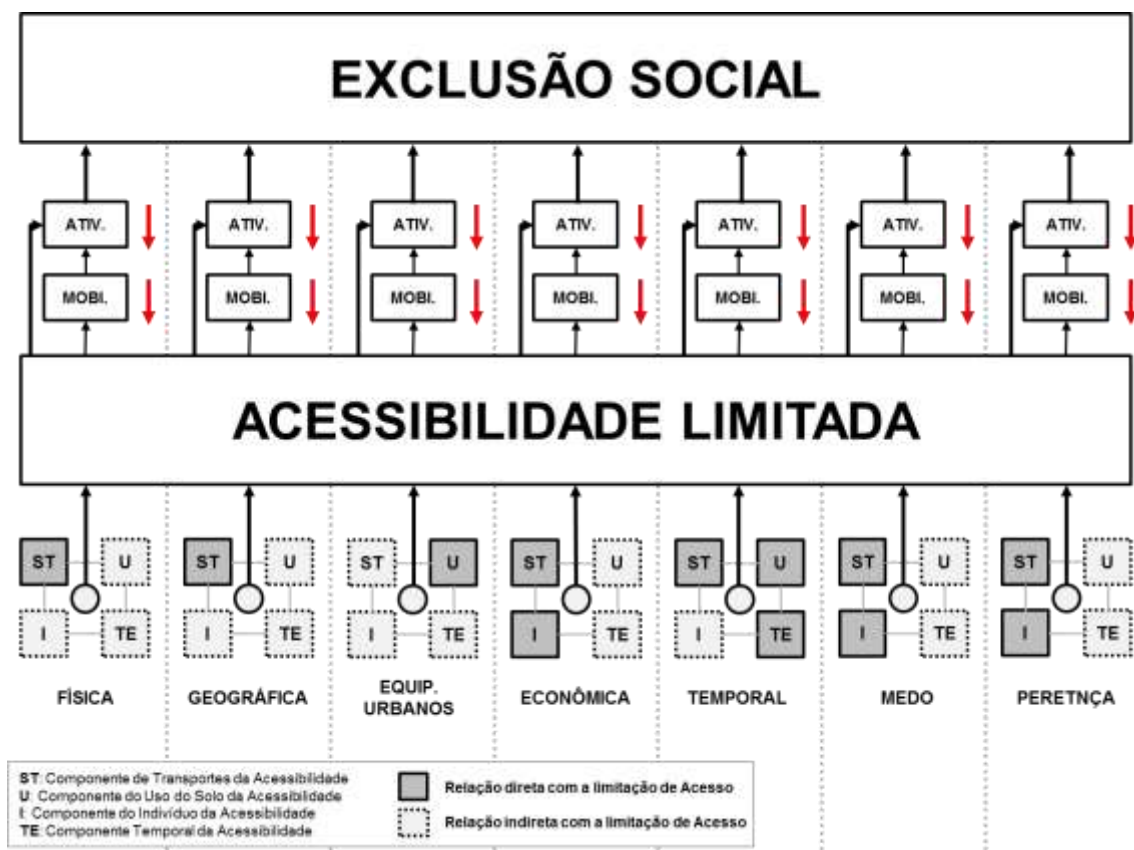 EXCLUSÃO SOCIAL
ATIV. ATIV. ATIV. ATIV. ATIV. ATIV. ATIV.
MOBI. MOBI. MOBI. MOBI. MOBI. MOBI. MOBI.
ACESSIBILIDADE LIMITADA
ST U ST U ST U ST U ST U ST U ST U
I TE I TE I TE I TE I TE I TE I TE
FÍSICA
GEOGRÁFICA
EQUIP.
URBANOS
ECONÔMICA
TEMPORAL
MEDO
PERETNÇA
ST: Componente de Transportes da Acessibilidade
U: Componente do Uso do Solo da Acessibilidade
I: Componente do Indivíduo da Acessibilidade
TE: Componente Temporal da Acessibilidade
Relação direta com a limitação de Acesso
Relação indireta com a limitação de Acesso